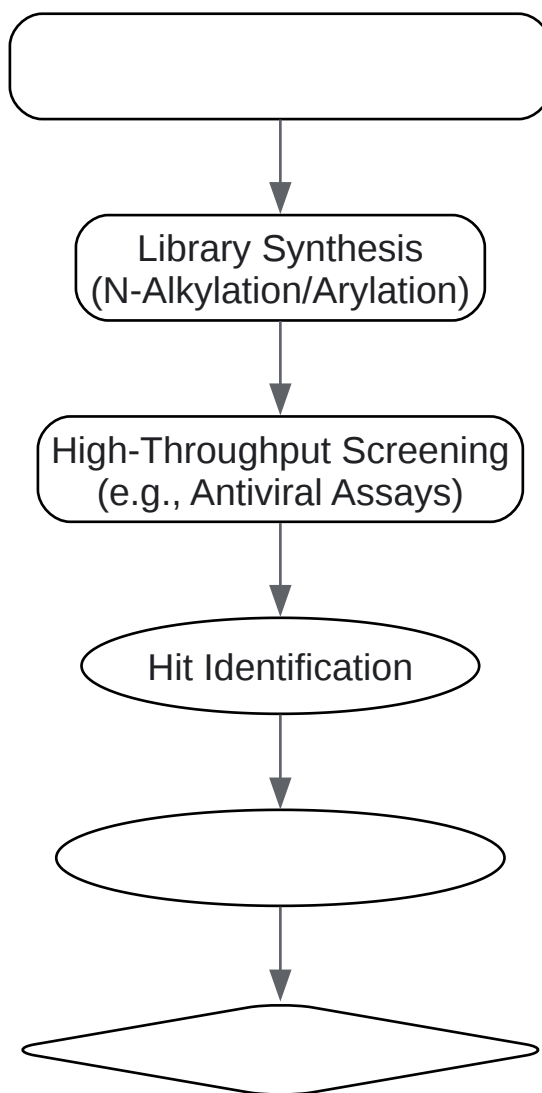 Library Synthesis
(N-Alkylation/Arylation)
High-Throughput Screening
(e.g., Antiviral Assays)
Hit Identification